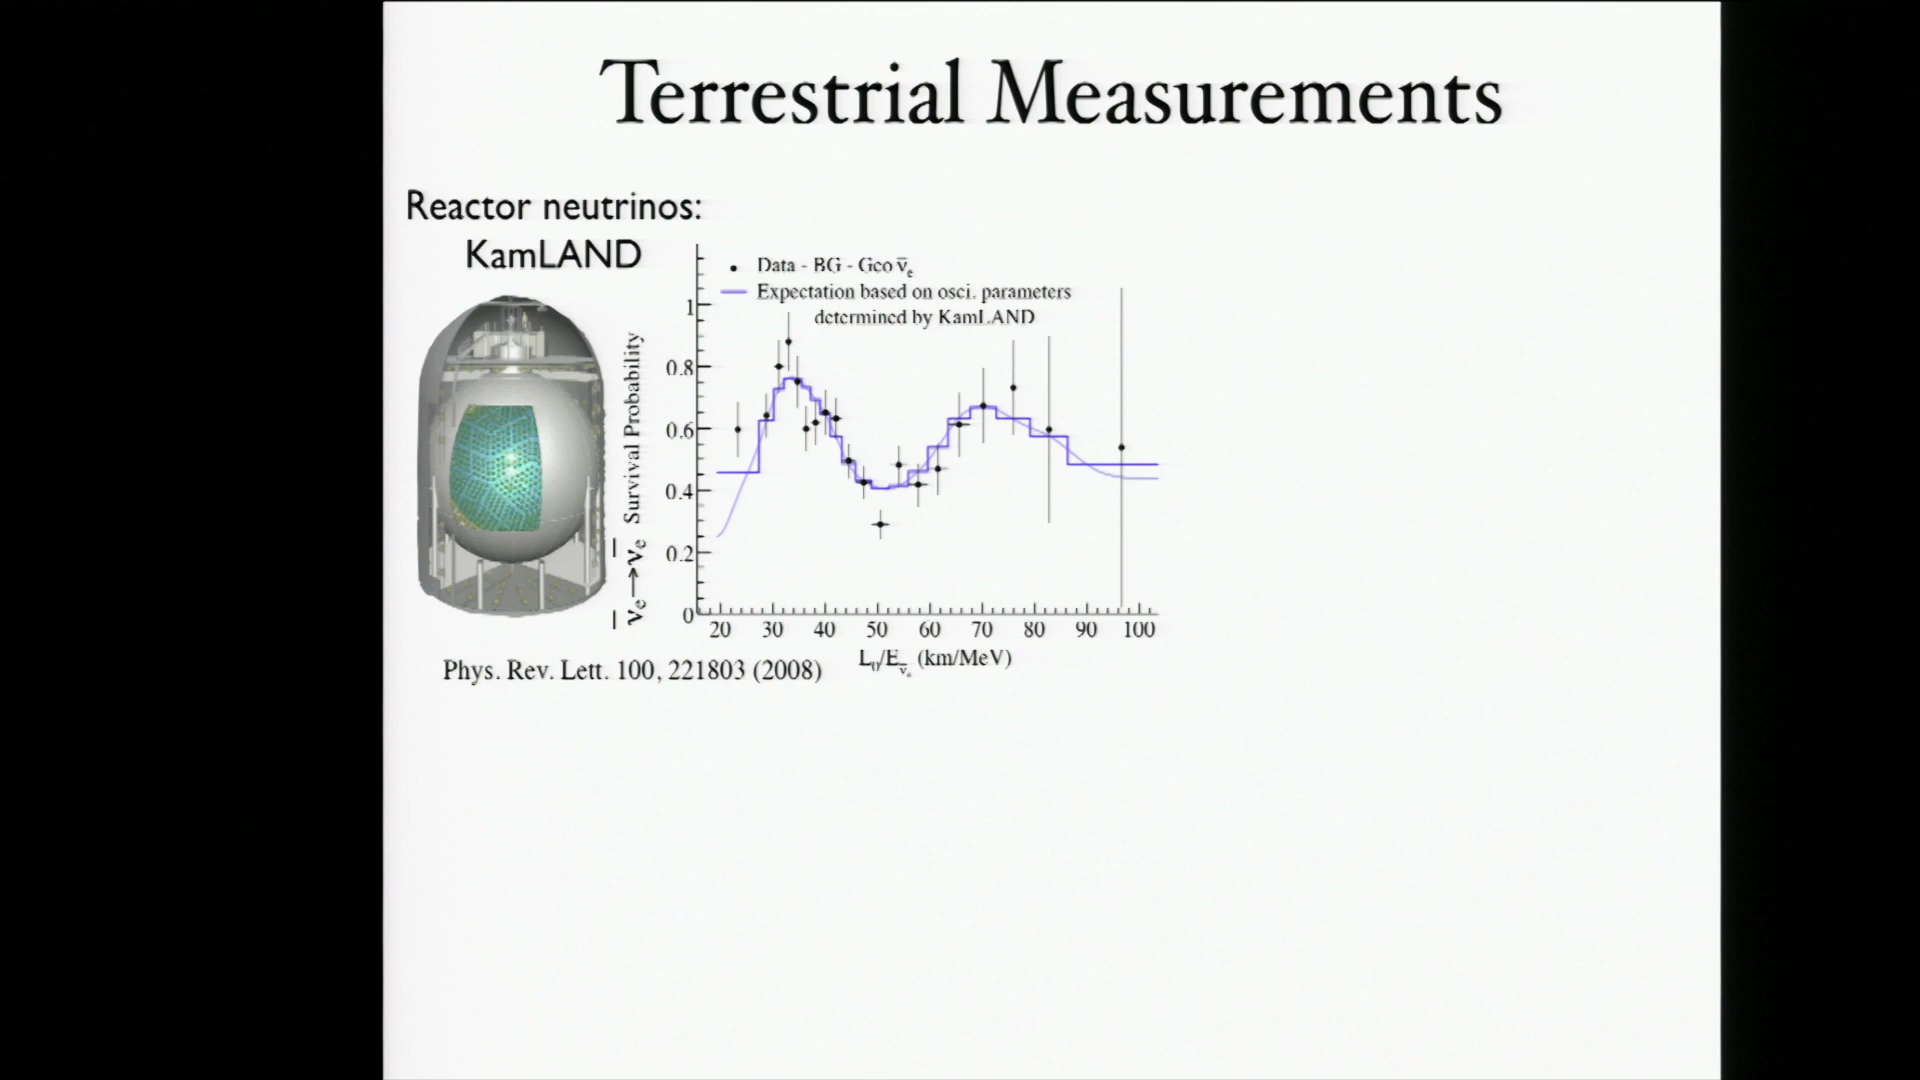 Terrestrial Measurements
Reactor neutrinos:
KamLAND
Data - BG - Geo ν̄e
Expectation based on osci. parameters
determined by KamLAND
ν̄e→ν̄e Survival Probability
1
0.8
0.6
0.4
0.2
0
20 30 40 50 60 70 80 90 100
L0/Eν̄e (km/MeV)
Phys. Rev. Lett. 100, 221803 (2008)